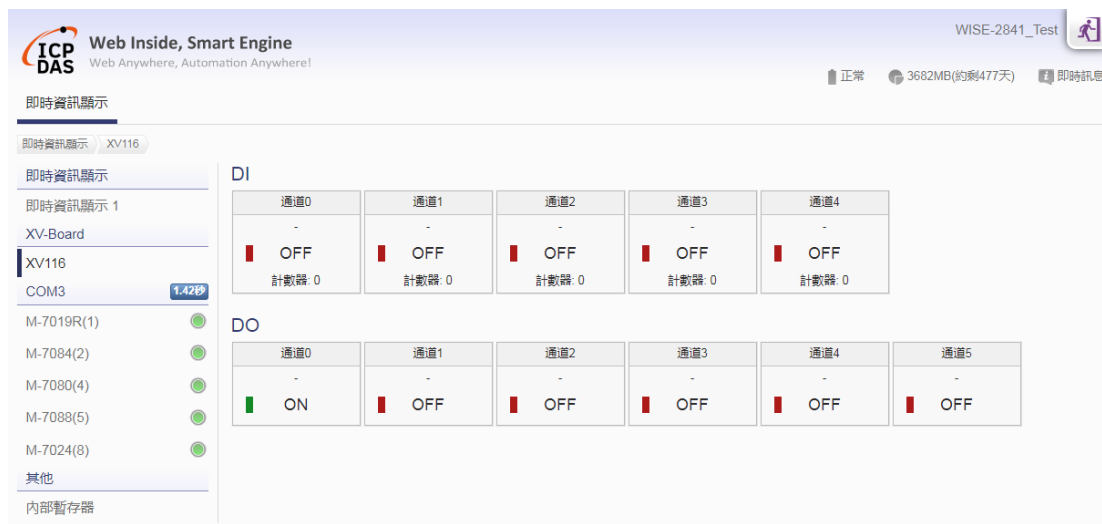 ICP DAS
Web Inside, Smart Engine
Web Anywhere, Automation Anywhere!
WISE-2841_Test
正常 3682MB(約剩477天) 即時訊息
即時資訊顯示
即時資訊顯示 XV116
即時資訊顯示
即時資訊顯示 1
XV-Board
XV116
COM3 1.42秒
M-7019R(1)
M-7084(2)
M-7080(4)
M-7088(5)
M-7024(8)
其他
內部暫存器
DI
通道0 通道1 通道2 通道3 通道4
- - - - -
OFF OFF OFF OFF OFF
計數器: 0 計數器: 0 計數器: 0 計數器: 0 計數器: 0
DO
通道0 通道1 通道2 通道3 通道4 通道5
- - - - - -
ON OFF OFF OFF OFF OFF